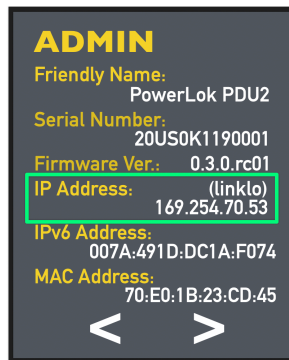 ADMIN
Friendly Name:
PowerLok PDU2
Serial Number:
20US0K1190001
Firmware Ver.: 0.3.0.rc01
IP Address: (linklo)
169.254.70.53
IPv6 Address:
007A:491D:DC1A:F074
MAC Address:
70:E0:1B:23:CD:45
< >